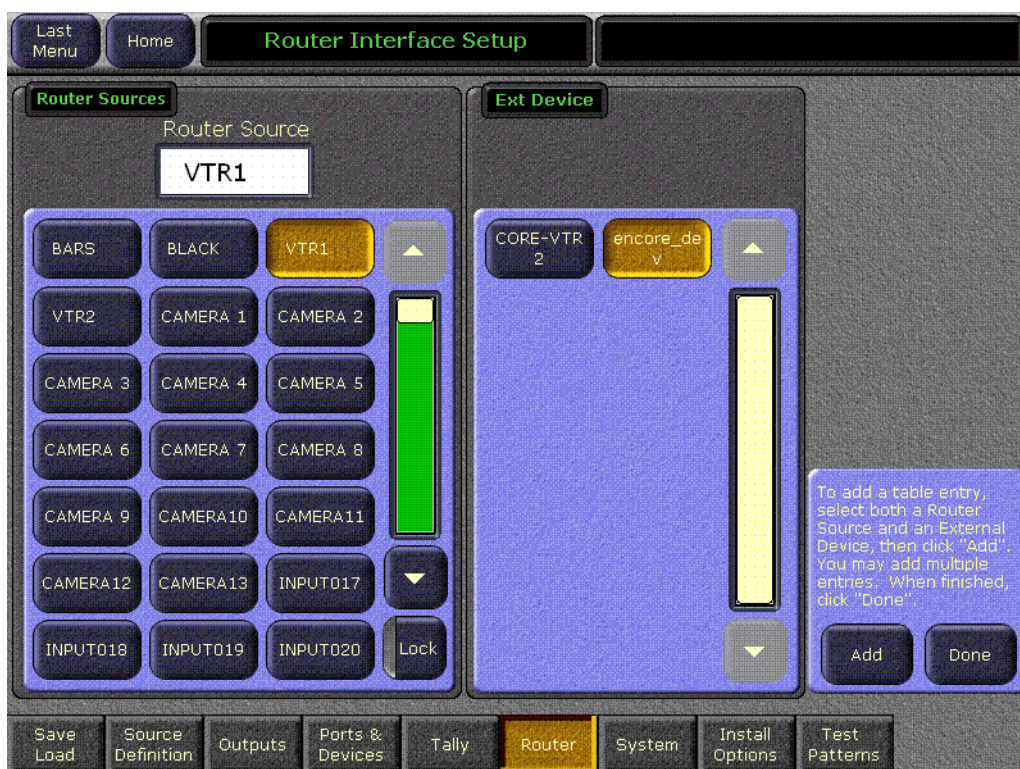 Last Menu
Home
Router Interface Setup
Router Sources
Router Source
VTR1
BARS
BLACK
VTR1
VTR2
CAMERA 1
CAMERA 2
CAMERA 3
CAMERA 4
CAMERA 5
CAMERA 6
CAMERA 7
CAMERA 8
CAMERA 9
CAMERA10
CAMERA11
CAMERA12
CAMERA13
INPUT017
INPUT018
INPUT019
INPUT020
Lock
Ext Device
CORE-VTR
2
encore_de
v
To add a table entry,
select both a Router
Source and an External
Device, then click "Add".
You may add multiple
entries. When finished,
click "Done".
Add
Done
Save
Load
Source
Definition
Outputs
Ports &
Devices
Tally
Router
System
Install
Options
Test
Patterns